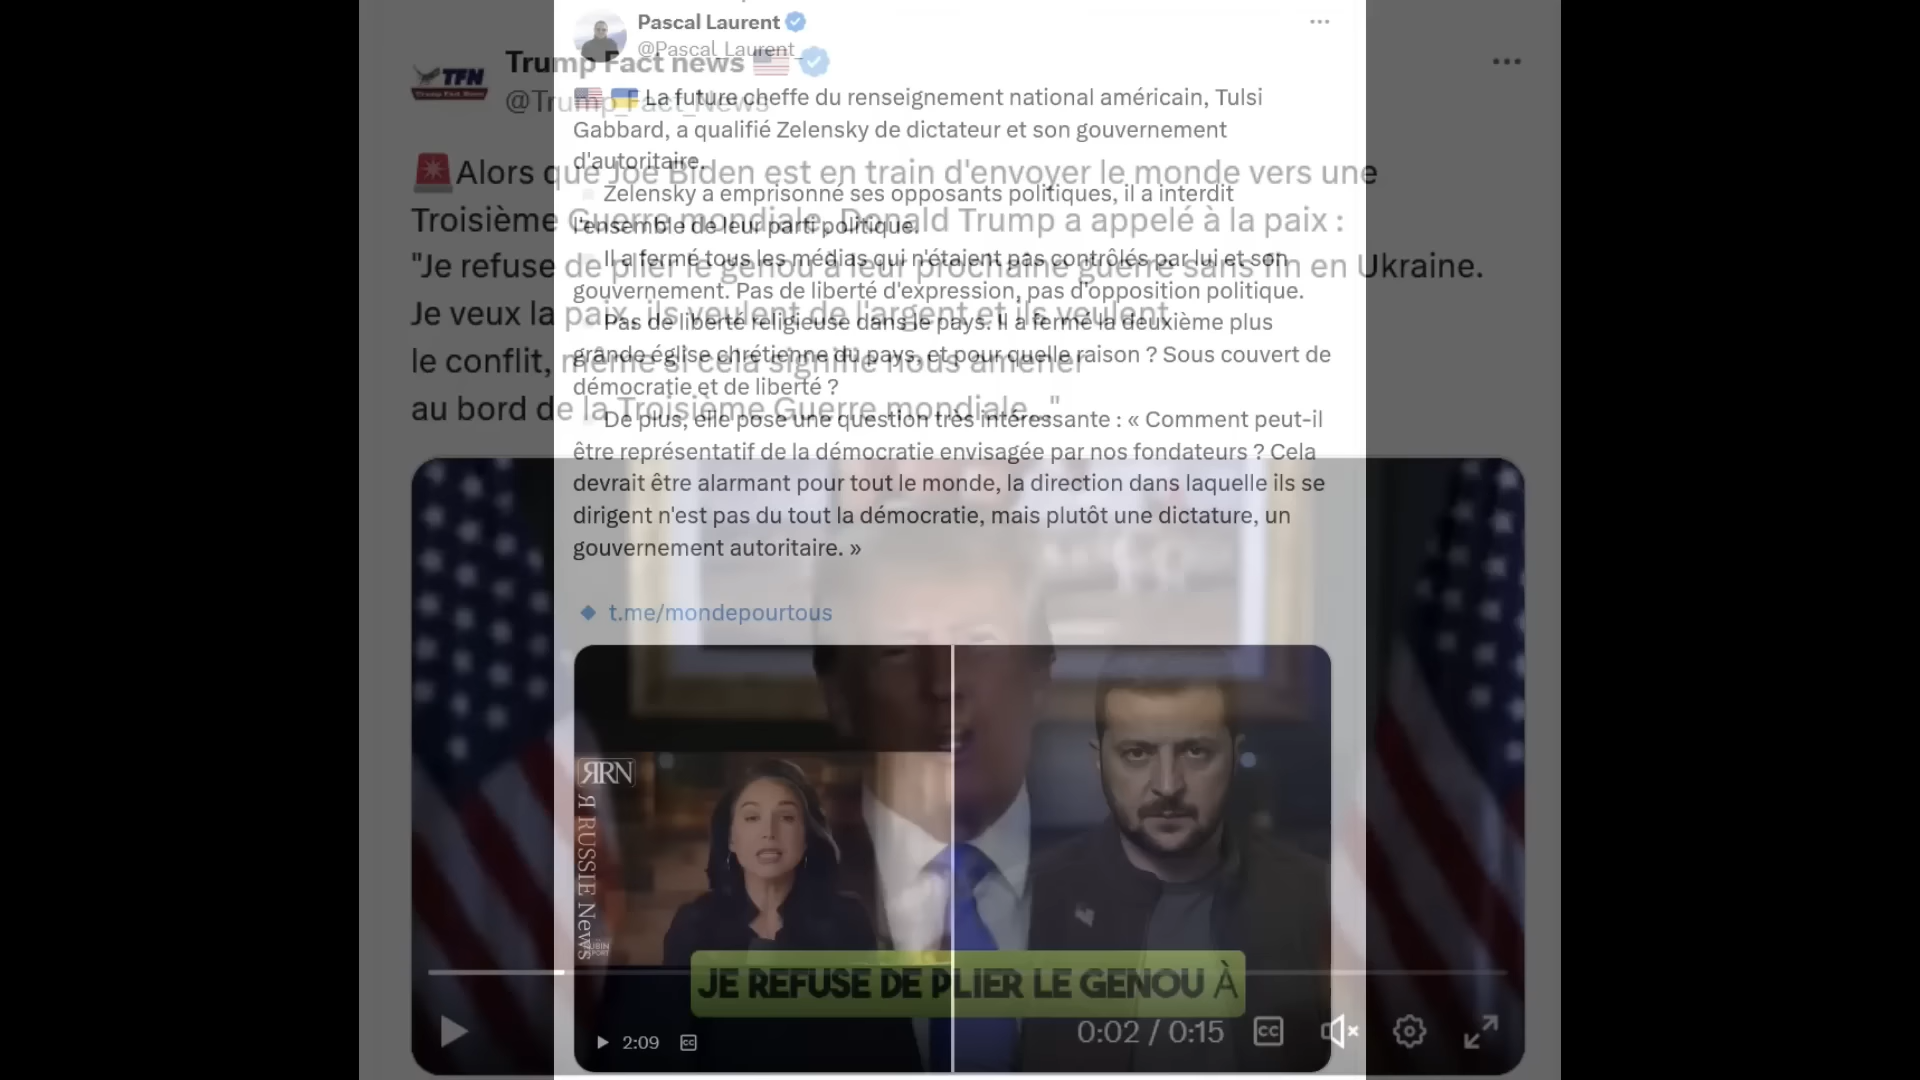 Pascal Laurent
@Pascal_Laurent_
La future cheffe du renseignement national américain, Tulsi
Gabbard, a qualifié Zelensky de dictateur et son gouvernement
d'autoritaire.
Zelensky a emprisonné ses opposants politiques, il a interdit
l'ensemble de leur parti politique.
Il a fermé tous les médias qui n'étaient pas contrôlés par lui et son
gouvernement. Pas de liberté d'expression, pas d'opposition politique.
Pas de liberté religieuse dans le pays. Il a fermé la deuxième plus
grande église chrétienne du pays, et pour quelle raison ? Sous couvert de
démocratie et de liberté ?
De plus, elle pose une question très intéressante : « Comment peut-il
être représentatif de la démocratie envisagée par nos fondateurs ? Cela
devrait être alarmant pour tout le monde, la direction dans laquelle ils se
dirigent n'est pas du tout la démocratie, mais plutôt une dictature, un
gouvernement autoritaire. »
t.me/mondepourtous
ЯRN
Я RUSSIE News
2:09
CC
TFN
Trump Fact News
Trump Fact news
@Trump_Fact_News
Alors que Joe Biden est en train d'envoyer le monde vers une
Troisième Guerre mondiale, Donald Trump a appelé à la paix :
"Je refuse de plier le genou à leur prochaine guerre sans fin en Ukraine.
Je veux la paix, ils veulent de l'argent et ils veulent
le conflit, même si cela signifie nous amener
au bord de la Troisième Guerre mondiale..."
JE REFUSE DE PLIER LE GENOU À
0:02 / 0:15
CC